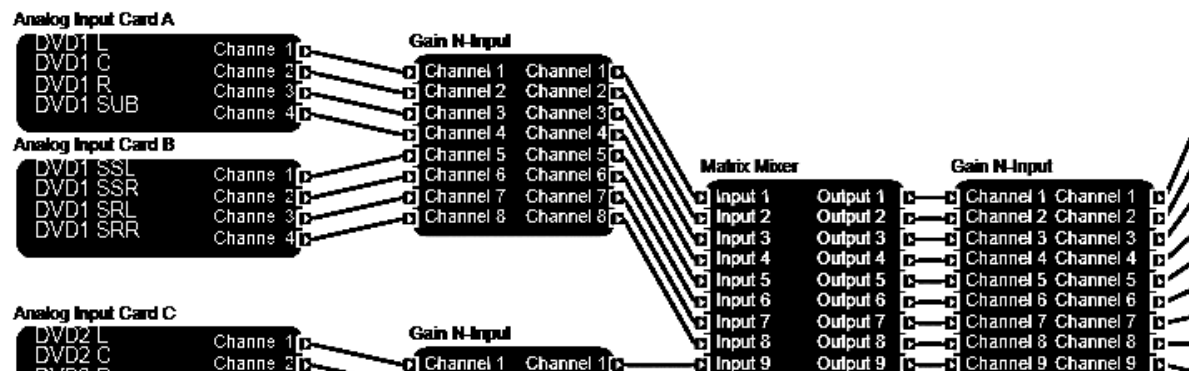 Analog Input Card A
DVD1 L
DVD1 C
DVD1 R
DVD1 SUB
Channe 1
Channe 2
Channe 3
Channe 4
Analog Input Card B
DVD1 SSL
DVD1 SSR
DVD1 SRL
DVD1 SRR
Channe 1
Channe 2
Channe 3
Channe 4
Analog Input Card C
DVD2 L
DVD2 C
Channe 1
Channe 2
Gain N-Input
Channel 1 Channel 1
Channel 2 Channel 2
Channel 3 Channel 3
Channel 4 Channel 4
Channel 5 Channel 5
Channel 6 Channel 6
Channel 7 Channel 7
Channel 8 Channel 8
Gain N-Input
Channel 1 Channel 1
Matrix Mixer
Input 1 Output 1
Input 2 Output 2
Input 3 Output 3
Input 4 Output 4
Input 5 Output 5
Input 6 Output 6
Input 7 Output 7
Input 8 Output 8
Input 9 Output 9
Gain N-Input
Channel 1 Channel 1
Channel 2 Channel 2
Channel 3 Channel 3
Channel 4 Channel 4
Channel 5 Channel 5
Channel 6 Channel 6
Channel 7 Channel 7
Channel 8 Channel 8
Channel 9 Channel 9